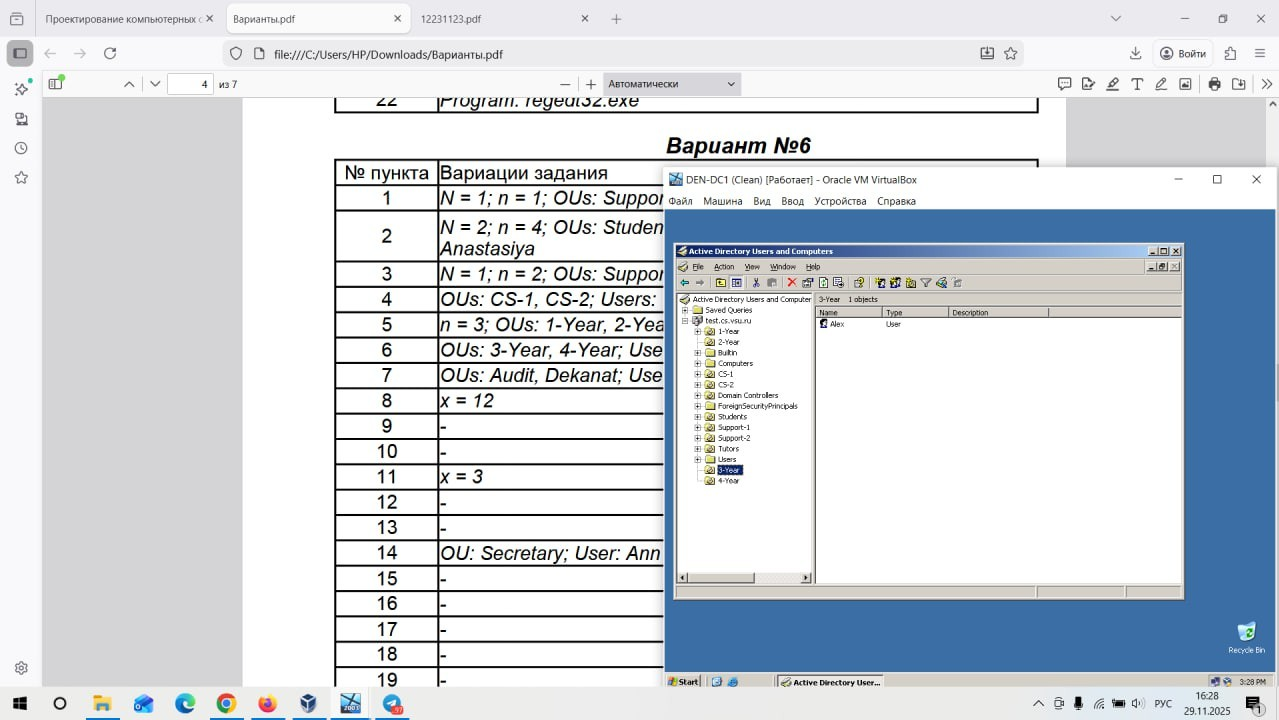 Проектирование компьютерных с
Варианты.pdf
12231123.pdf
file:///C:/Users/HP/Downloads/Варианты.pdf
Войти
4 из 7
Автоматически
22 Program: regedt32.exe
Вариант №6
№ пункта Вариации задания
1 N = 1; n = 1; OUs: Suppor
2 N = 2; n = 4; OUs: Studen
Anastasiya
3 N = 1; n = 2; OUs: Suppor
4 OUs: CS-1, CS-2; Users:
5 n = 3; OUs: 1-Year, 2-Yea
6 OUs: 3-Year, 4-Year; Use
7 OUs: Audit, Dekanat; Use
8 x = 12
9 -
10 -
11 x = 3
12 -
13 -
14 OU: Secretary; User: Ann
15 -
16 -
17 -
18 -
19 -
DEN-DC1 (Clean) [Работает] - Oracle VM VirtualBox
Файл Машина Вид Ввод Устройства Справка
Active Directory Users and Computers
File Action View Window Help
Active Directory Users and Computer
Saved Queries
test.cs.vsu.ru
1-Year
2-Year
Builtin
Computers
CS-1
CS-2
Domain Controllers
ForeignSecurityPrincipals
Students
Support-1
Support-2
Tutors
Users
3-Year
4-Year
3-Year 1 objects
Name Type Description
Alex User
Recycle Bin
Start
Active Directory User...
3:28 PM
97
РУС
16:28
29.11.2025
1